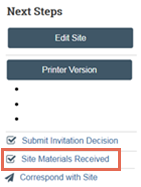 Next Steps
Edit Site
Printer Version
Submit Invitation Decision
Site Materials Received
Correspond with Site